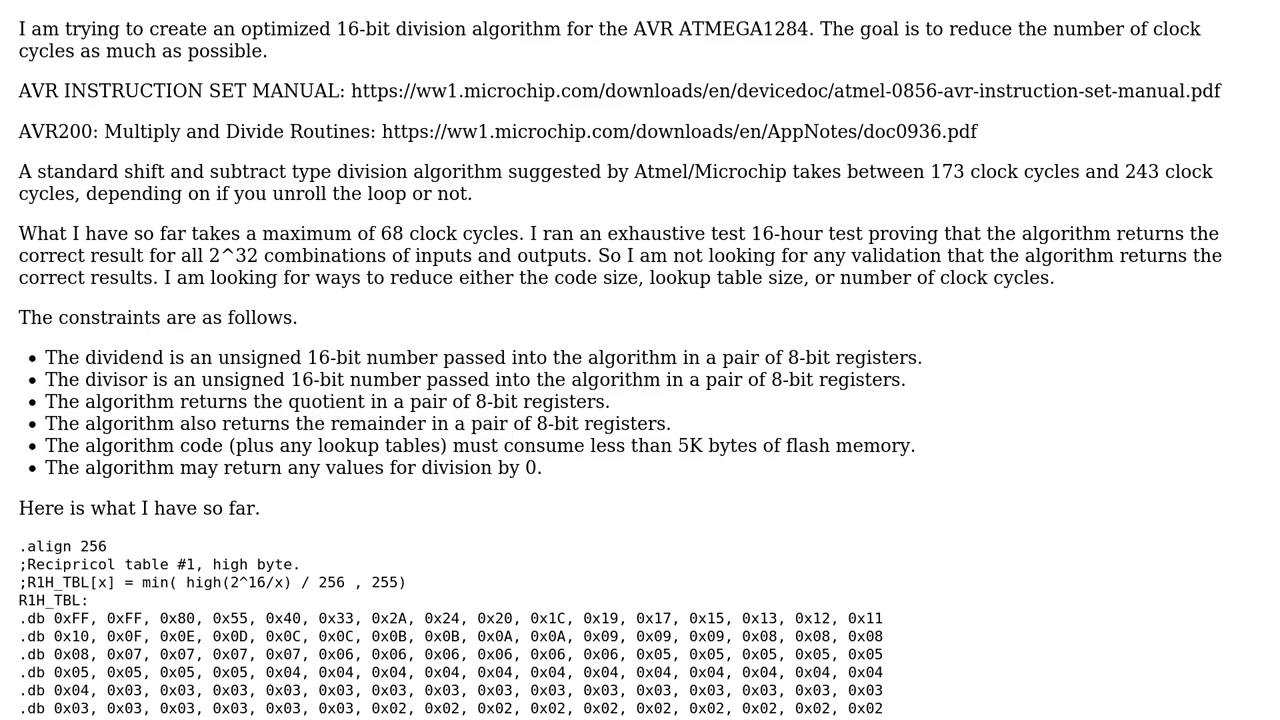 I am trying to create an optimized 16-bit division algorithm for the AVR ATMEGA1284. The goal is to reduce the number of clock
cycles as much as possible.
AVR INSTRUCTION SET MANUAL: https://ww1.microchip.com/downloads/en/devicedoc/atmel-0856-avr-instruction-set-manual.pdf
AVR200: Multiply and Divide Routines: https://ww1.microchip.com/downloads/en/AppNotes/doc0936.pdf
A standard shift and subtract type division algorithm suggested by Atmel/Microchip takes between 173 clock cycles and 243 clock
cycles, depending on if you unroll the loop or not.
What I have so far takes a maximum of 68 clock cycles. I ran an exhaustive test 16-hour test proving that the algorithm returns the
correct result for all 2^32 combinations of inputs and outputs. So I am not looking for any validation that the algorithm returns the
correct results. I am looking for ways to reduce either the code size, lookup table size, or number of clock cycles.
The constraints are as follows.
• The dividend is an unsigned 16-bit number passed into the algorithm in a pair of 8-bit registers.
• The divisor is an unsigned 16-bit number passed into the algorithm in a pair of 8-bit registers.
• The algorithm returns the quotient in a pair of 8-bit registers.
• The algorithm also returns the remainder in a pair of 8-bit registers.
• The algorithm code (plus any lookup tables) must consume less than 5K bytes of flash memory.
• The algorithm may return any values for division by 0.
Here is what I have so far.
.align 256
;Recipricol table #1, high byte.
;R1H_TBL[x] = min( high(2^16/x) / 256 , 255)
R1H_TBL:
.db 0xFF, 0xFF, 0x80, 0x55, 0x40, 0x33, 0x2A, 0x24, 0x20, 0x1C, 0x19, 0x17, 0x15, 0x13, 0x12, 0x11
.db 0x10, 0x0F, 0x0E, 0x0D, 0x0C, 0x0C, 0x0B, 0x0B, 0x0A, 0x0A, 0x09, 0x09, 0x09, 0x08, 0x08, 0x08
.db 0x08, 0x07, 0x07, 0x07, 0x07, 0x06, 0x06, 0x06, 0x06, 0x06, 0x06, 0x05, 0x05, 0x05, 0x05, 0x05
.db 0x05, 0x05, 0x05, 0x05, 0x04, 0x04, 0x04, 0x04, 0x04, 0x04, 0x04, 0x04, 0x04, 0x04, 0x04, 0x04
.db 0x04, 0x03, 0x03, 0x03, 0x03, 0x03, 0x03, 0x03, 0x03, 0x03, 0x03, 0x03, 0x03, 0x03, 0x03, 0x03
.db 0x03, 0x03, 0x03, 0x03, 0x03, 0x03, 0x02, 0x02, 0x02, 0x02, 0x02, 0x02, 0x02, 0x02, 0x02, 0x02